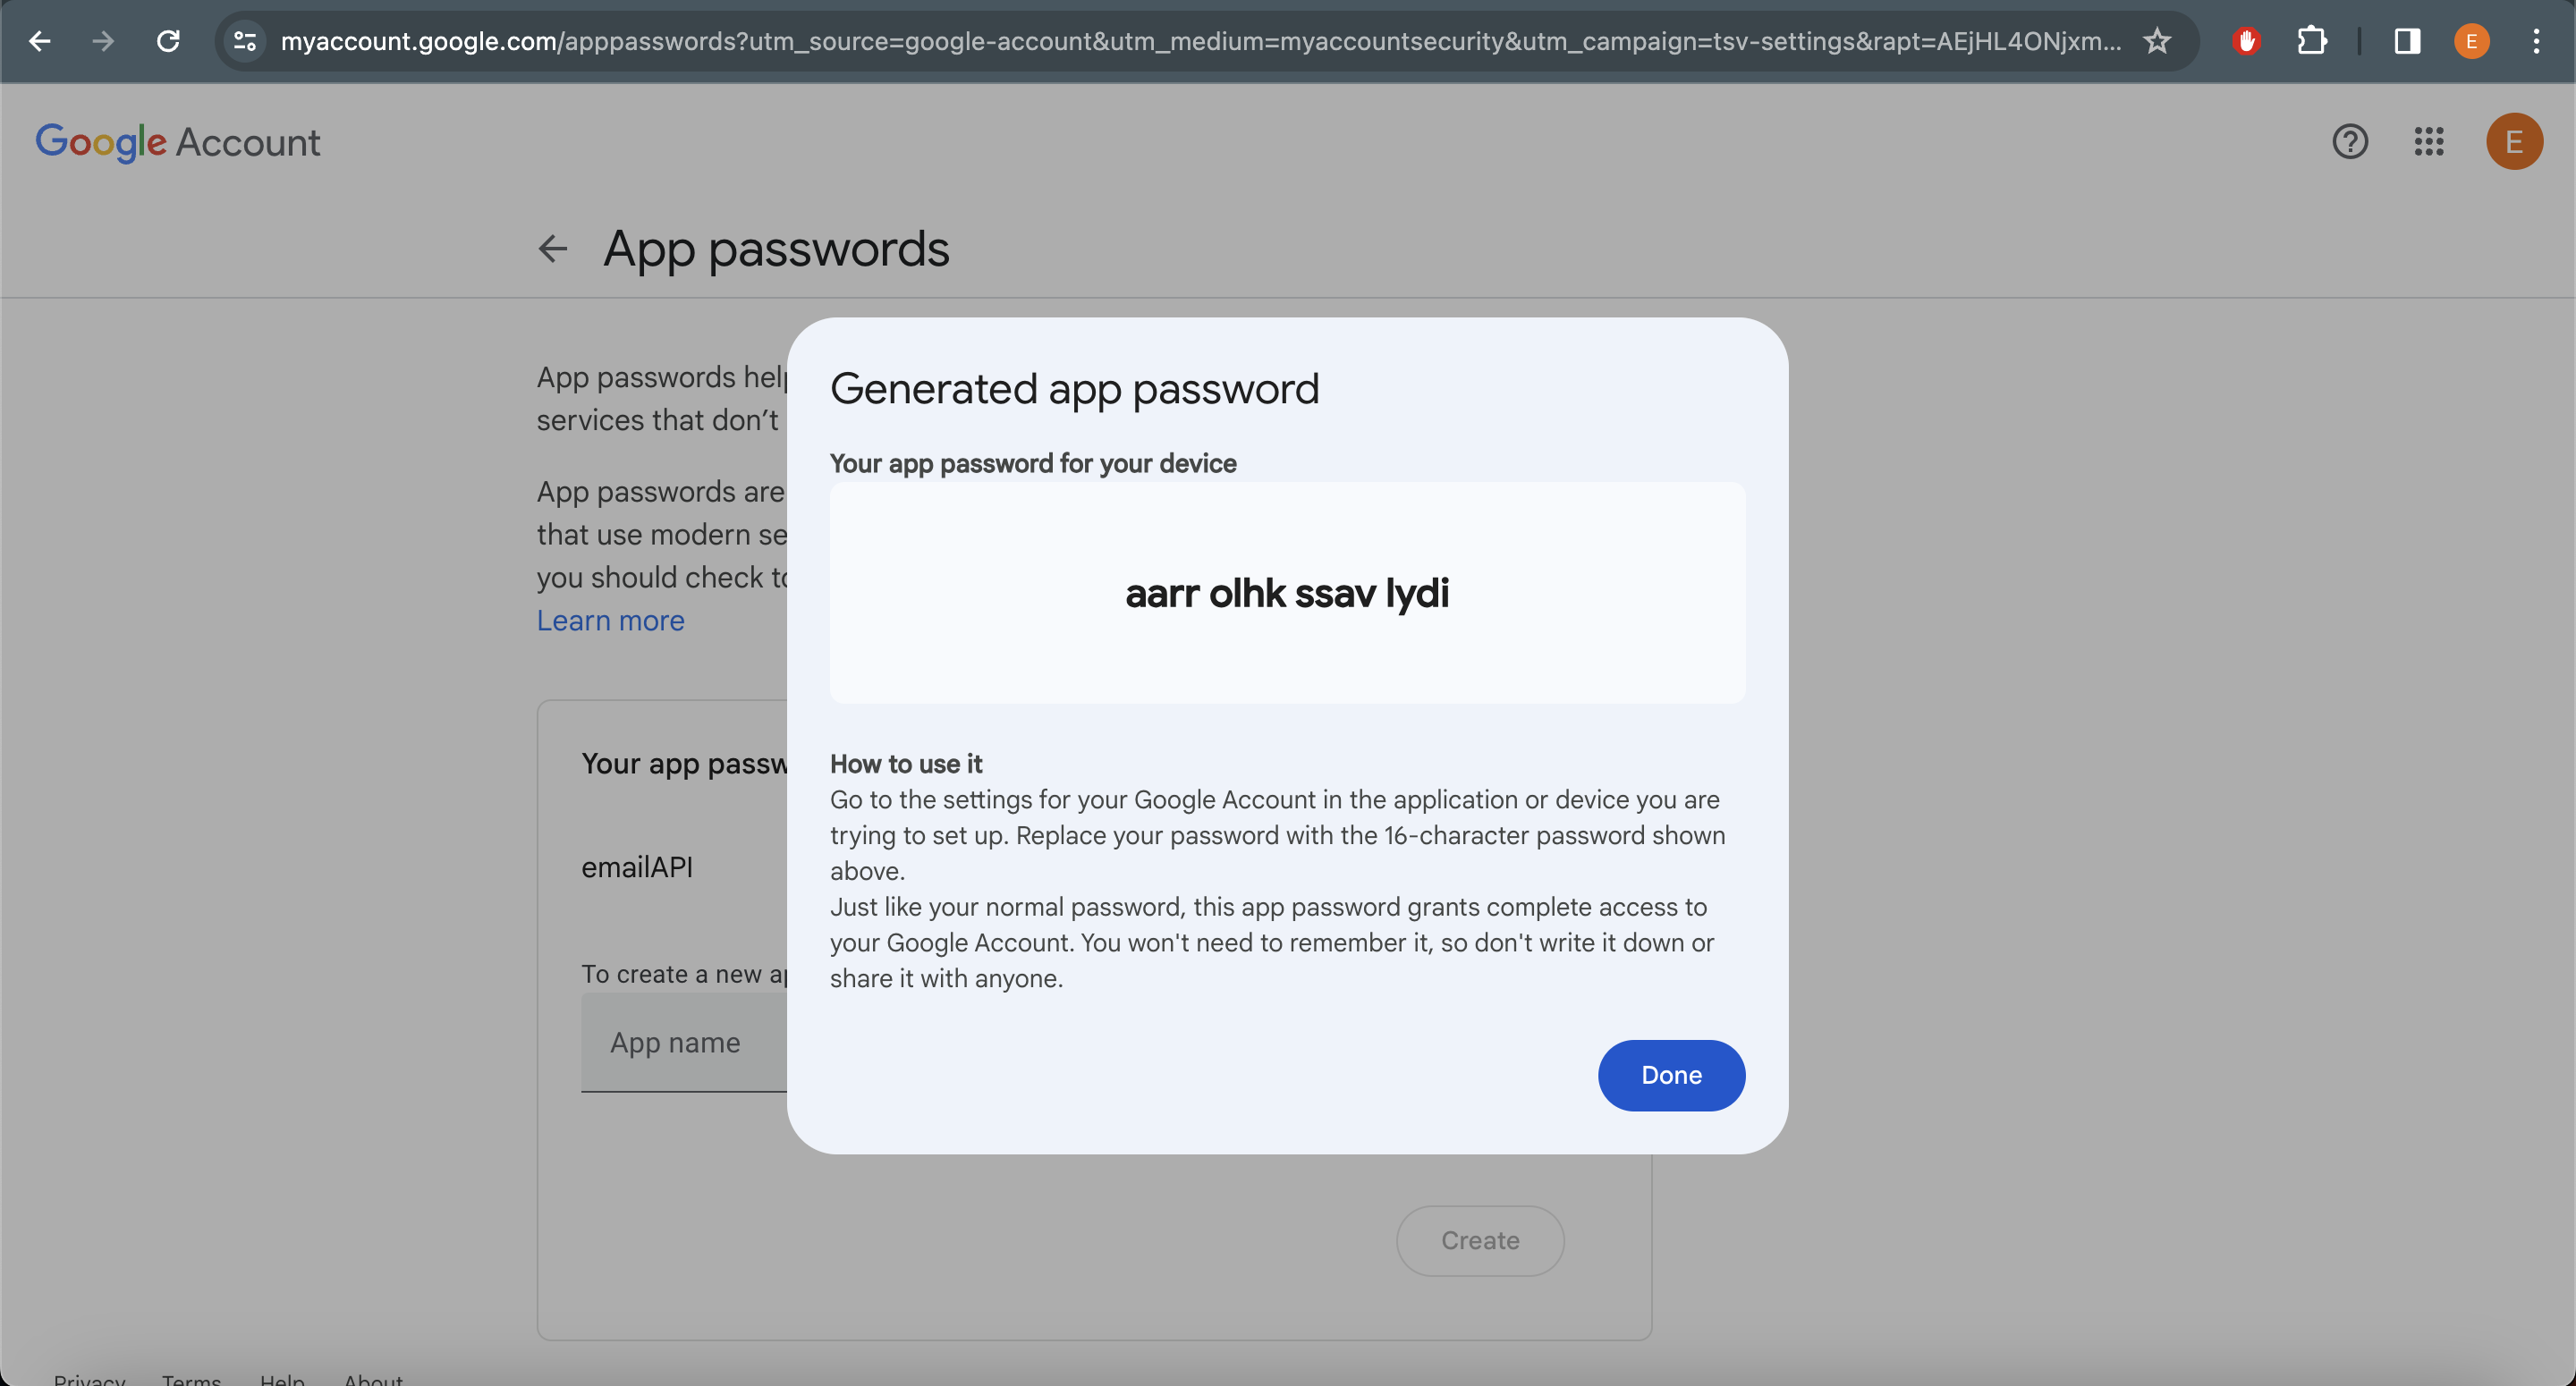 myaccount.google.com/apppasswords?utm_source=google-account&utm_medium=myaccountsecurity&utm_campaign=tsv-settings&rapt=AEjHL4ONjxm...
E
Google Account
E
App passwords
App passwords help
services that don’t
App passwords are
that use modern se
you should check to
Learn more
Your app passw
emailAPI
To create a new ap
App name
Create
Generated app password
Your app password for your device
aarr olhk ssav lydi
How to use it
Go to the settings for your Google Account in the application or device you are
trying to set up. Replace your password with the 16-character password shown
above.
Just like your normal password, this app password grants complete access to
your Google Account. You won't need to remember it, so don't write it down or
share it with anyone.
Done
Privacy Terms Help About